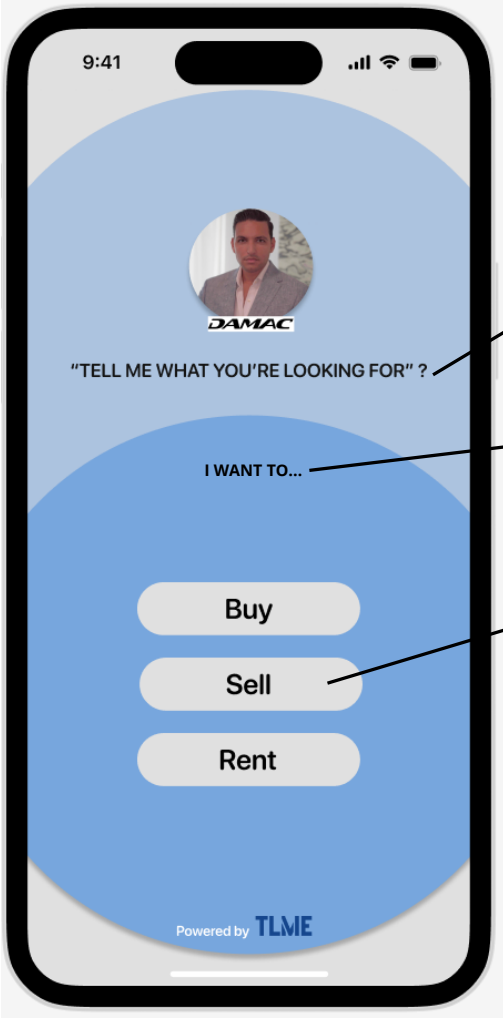 9:41
DAMAC
“TELL ME WHAT YOU’RE LOOKING FOR” ?
I WANT TO...
Buy
Sell
Rent
Powered by TLME